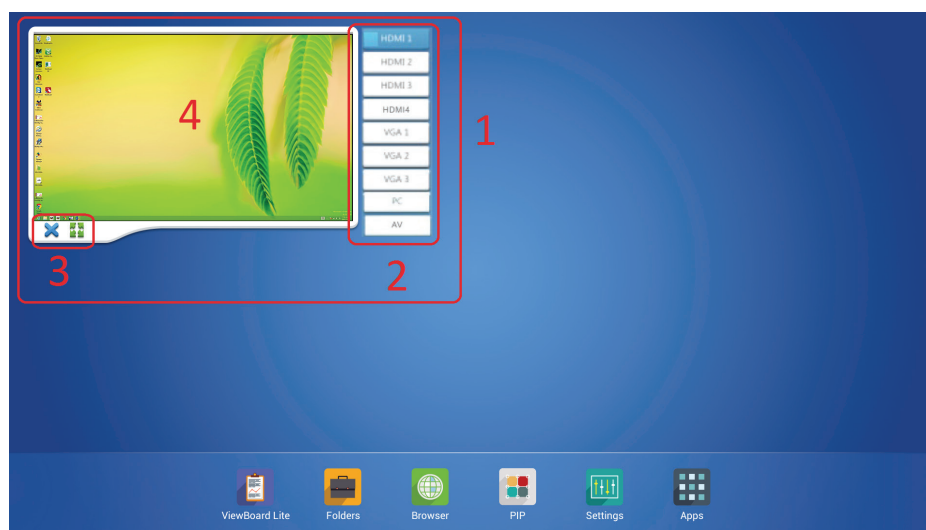 HDMI 1
HDMI 2
HDMI 3
HDMI4
VGA 1
VGA 2
VGA 3
PC
AV
4
1
3
2
ViewBoard Lite
Folders
Browser
PIP
Settings
Apps